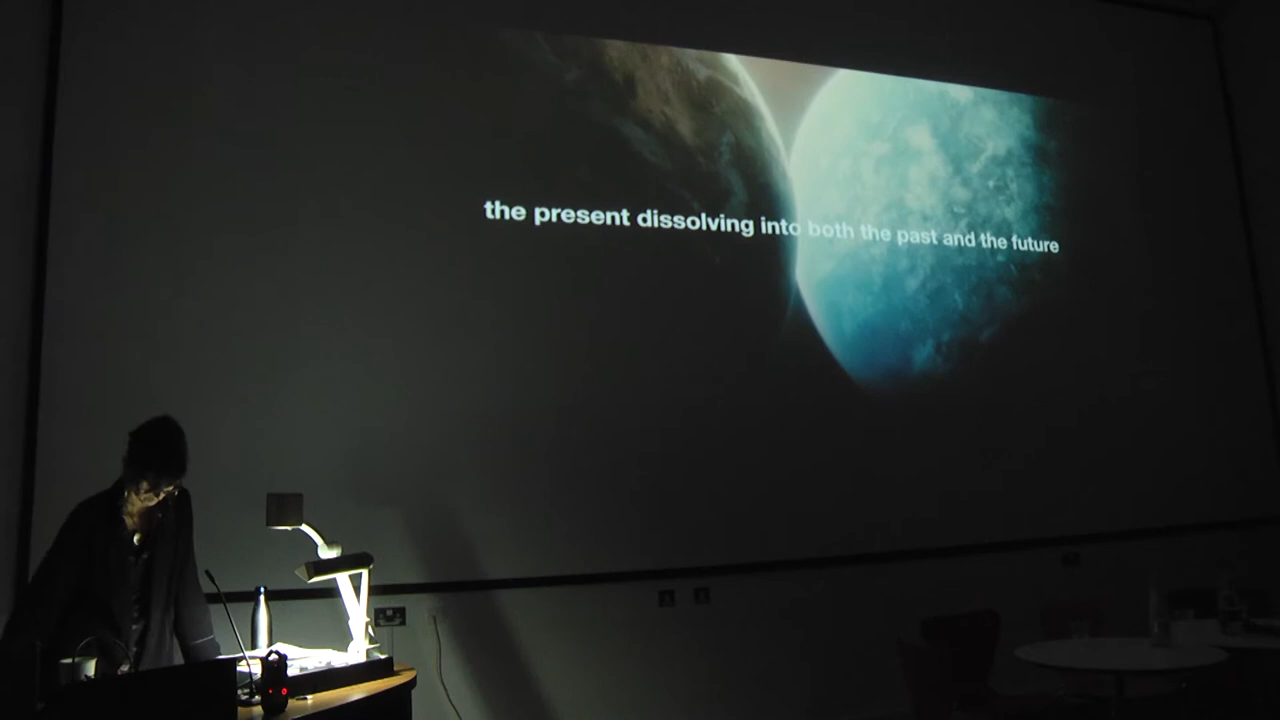 the present dissolving into both the past and the future